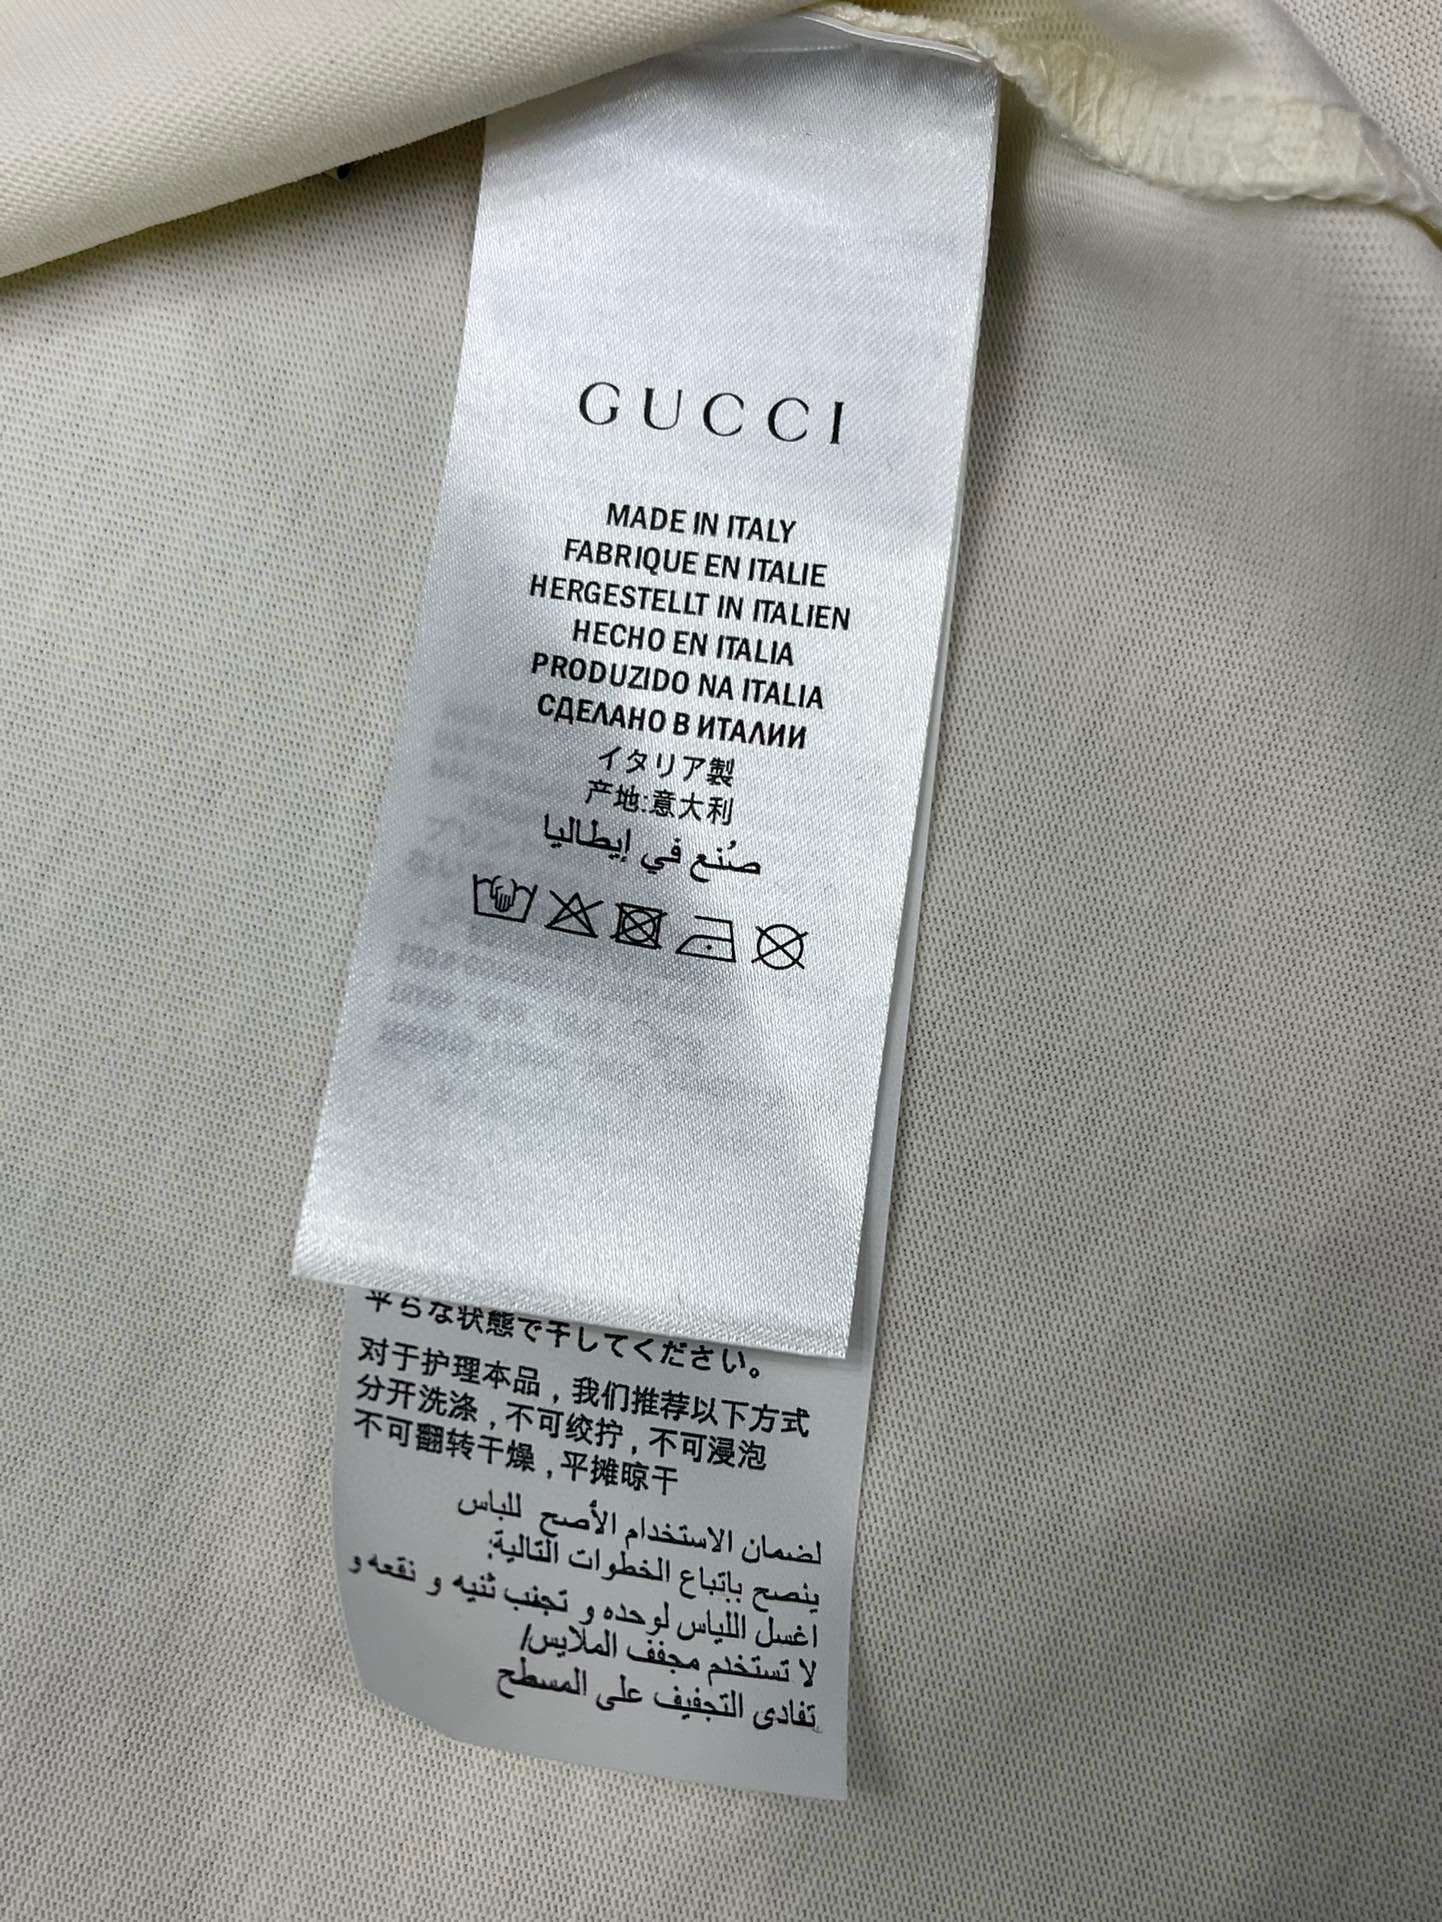 GUCCI
MADE IN ITALY
FABRIQUE EN ITALIE
HERGESTELLT IN ITALIEN
HECHO EN ITALIA
PRODUZIDO NA ITALIA
СДЕЛАНО В ИТАЛИИ
イタリア製
产地:意大利
صُنع في إيطاليا
平らな状態で干してください。
对于护理本品，我们推荐以下方式
分开洗涤，不可绞拧，不可浸泡
不可翻转干燥，平摊晾干
لضمان الاستخدام الأصح للباس
ينصح باتباع الخطوات التالية:
اغسل اللباس لوحده و تجنب ثنيه و نقعه و
لا تستخدم مجفف الملابس/
تفادى التجفيف على المسطح